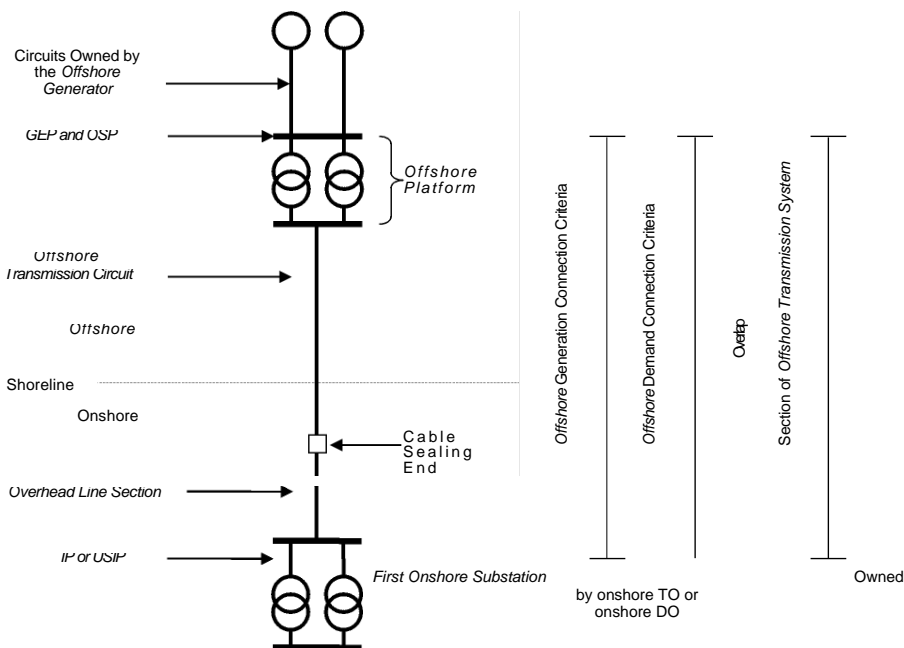 Circuits Owned by
the Offshore
Generator
GEP and OSP
Offshore
Platform
Offshore
Transmission Circuit
Offshore
Shoreline
Onshore
Cable
Sealing
End
Overhead Line Section
IP or USIP
First Onshore Substation
Offshore Generation Connection Criteria
Offshore Demand Connection Criteria
Overlap
Section of Offshore Transmission System
Owned
by onshore TO or
onshore DO